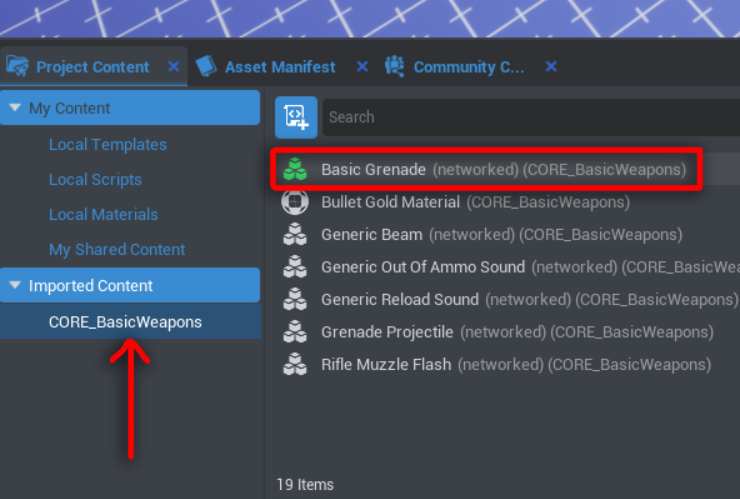 Project Content
Asset Manifest
Community C...
My Content
Local Templates
Local Scripts
Local Materials
My Shared Content
Imported Content
CORE_BasicWeapons
Search
Basic Grenade (networked) (CORE_BasicWeapons)
Bullet Gold Material (CORE_BasicWeapons)
Generic Beam (networked) (CORE_BasicWeapons)
Generic Out Of Ammo Sound (networked) (CORE_BasicWea
Generic Reload Sound (networked) (CORE_BasicWeapons)
Grenade Projectile (networked) (CORE_BasicWeapons)
Rifle Muzzle Flash (networked) (CORE_BasicWeapons)
19 Items